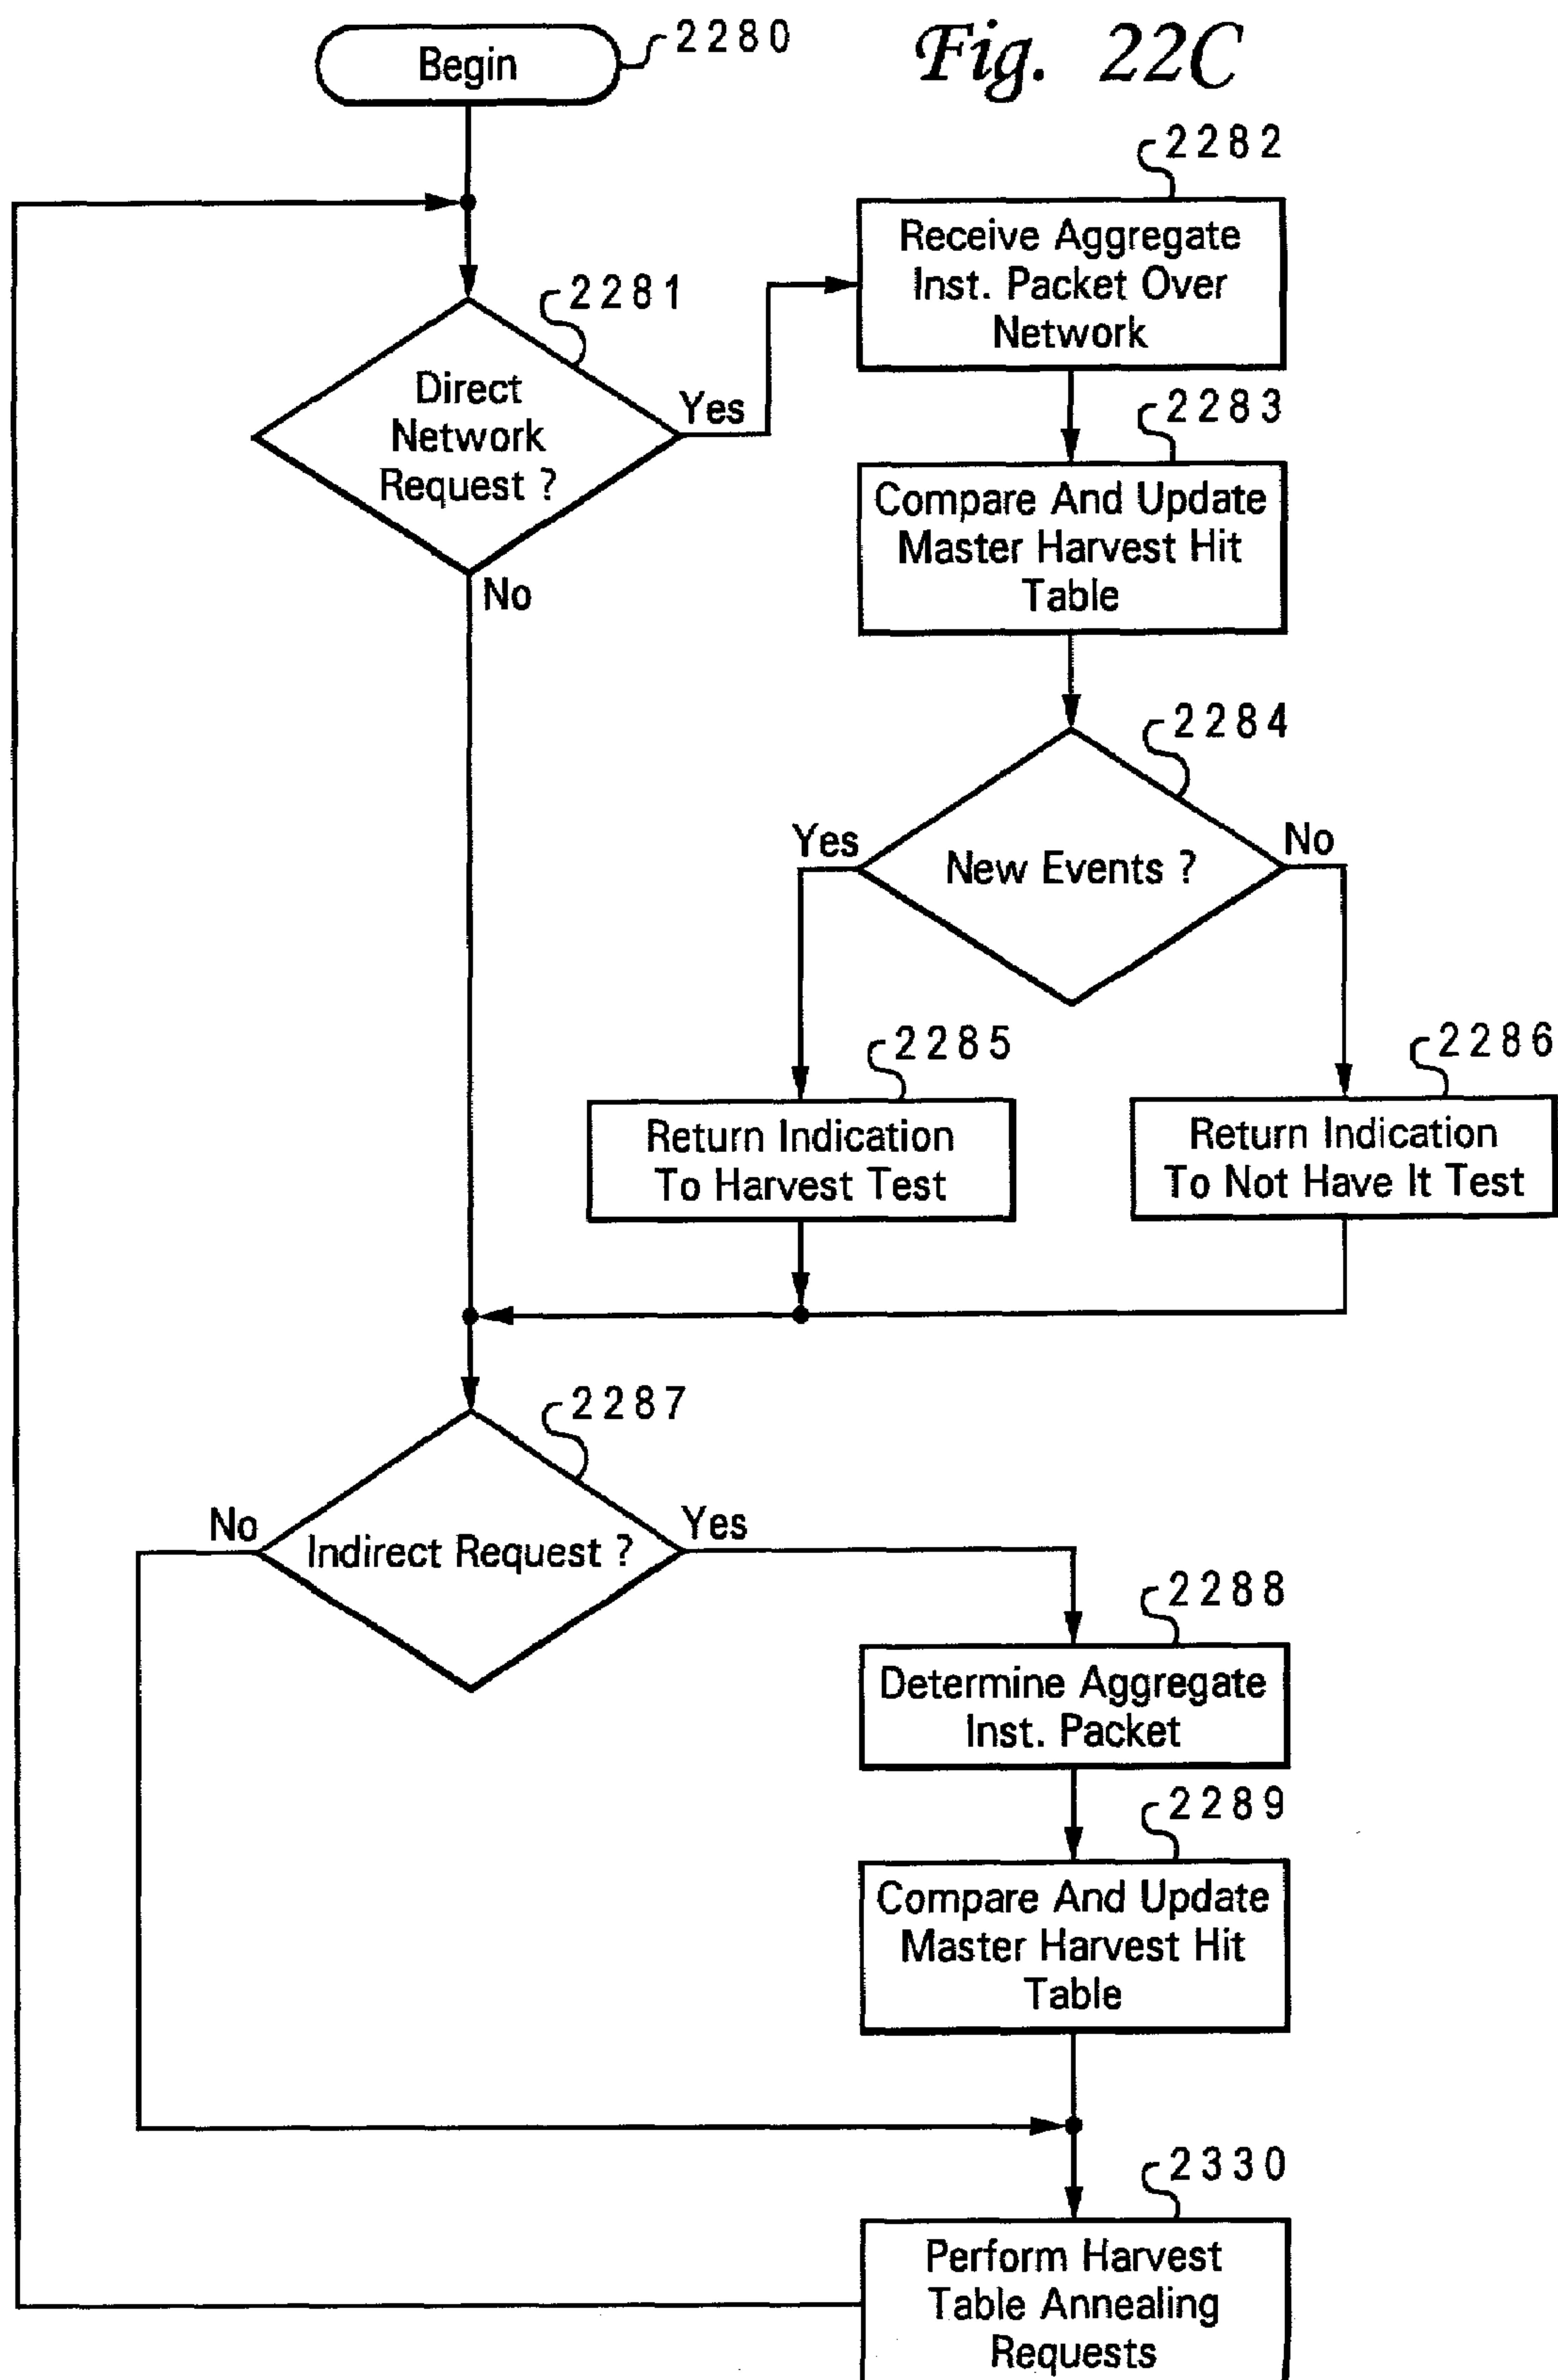 Begin
2280
Fig. 22C
2282
Receive Aggregate
Inst. Packet Over
Network
2281
Direct
Network
Request ?
Yes
No
2283
Compare And Update
Master Harvest Hit
Table
2284
New Events ?
Yes
No
2285
Return Indication
To Harvest Test
2286
Return Indication
To Not Have It Test
2287
Indirect Request ?
No
Yes
2288
Determine Aggregate
Inst. Packet
2289
Compare And Update
Master Harvest Hit
Table
2330
Perform Harvest
Table Annealing
Requests